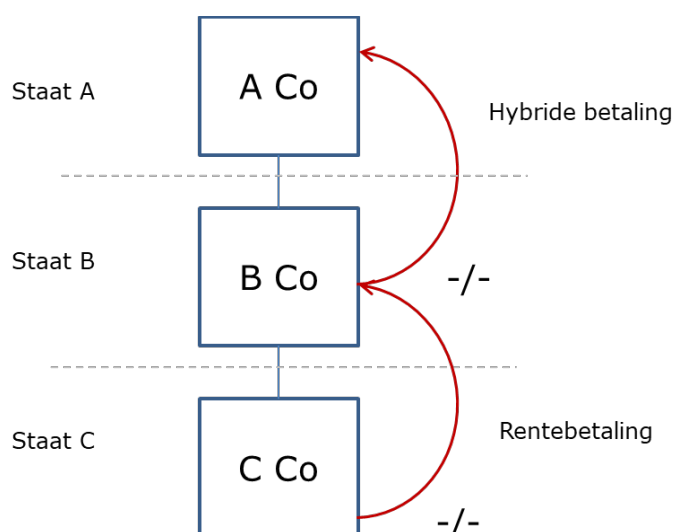 Staat A
A Co
Hybride betaling
Staat B
B Co
-/-
Staat C
C Co
Rentebetaling
-/-